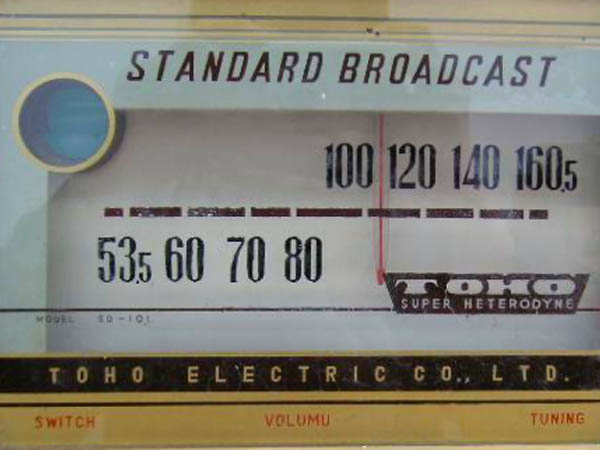 STANDARD BROADCAST
100 120 140 160.5
53.5 60 70 80
TOHO
SUPER HETERODYNE
MODEL SD-101
TOHO ELECTRIC CO., LTD.
SWITCH VOLUMU TUNING